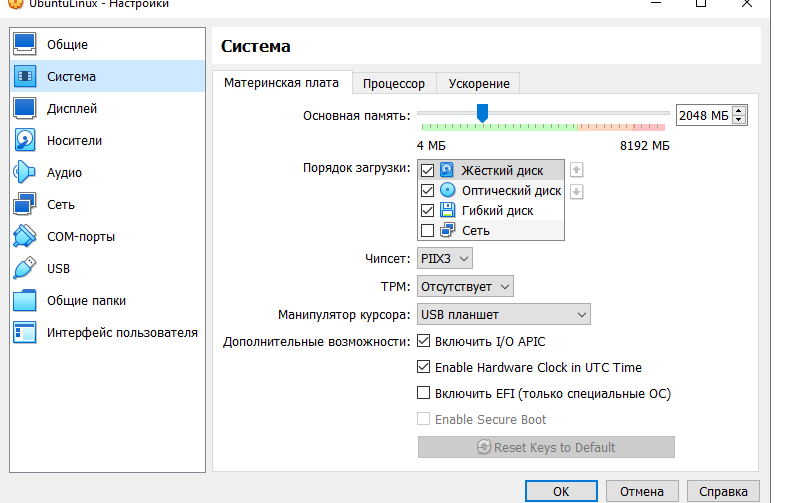 UbuntuLinux - Настройки
Общие
Система
Дисплей
Носители
Аудио
Сеть
COM-порты
USB
Общие папки
Интерфейс пользователя
Система
Материнская плата
Процессор
Ускорение
Основная память:
2048 МБ
4 МБ
8192 МБ
Порядок загрузки:
Жёсткий диск
Оптический диск
Гибкий диск
Сеть
Чипсет:
PIIX3
TPM:
Отсутствует
Манипулятор курсора:
USB планшет
Дополнительные возможности:
Включить I/O APIC
Enable Hardware Clock in UTC Time
Включить EFI (только специальные ОС)
Enable Secure Boot
Reset Keys to Default
OK
Отмена
Справка